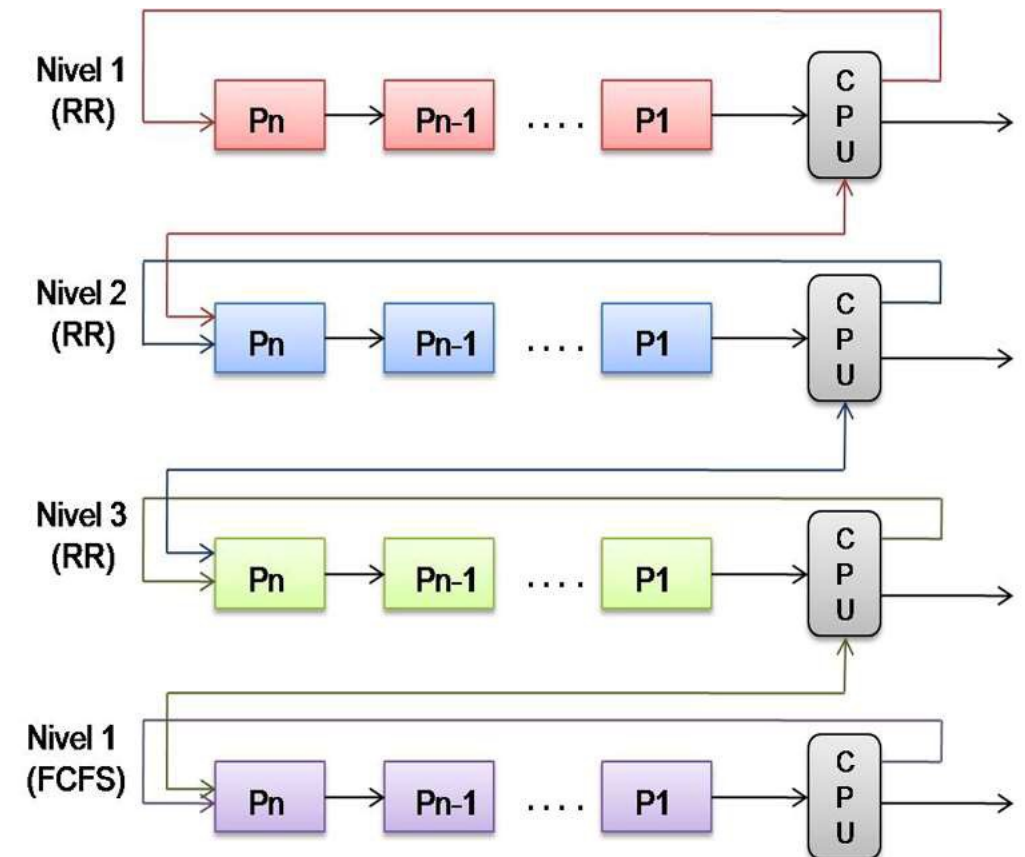 Nivel 1
(RR)
Pn
Pn-1
....
P1
C
P
U
Nivel 2
(RR)
Pn
Pn-1
....
P1
C
P
U
Nivel 3
(RR)
Pn
Pn-1
....
P1
C
P
U
Nivel 1
(FCFS)
Pn
Pn-1
....
P1
C
P
U